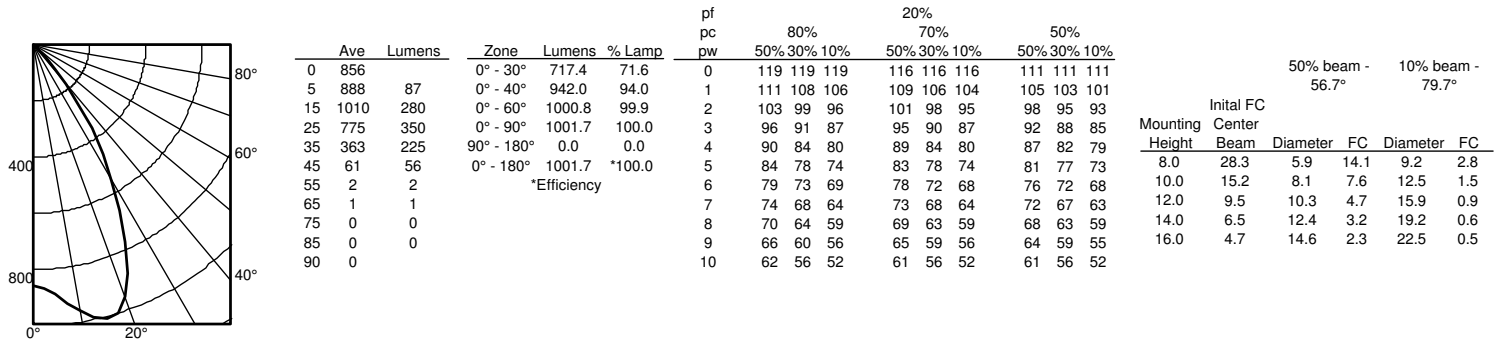 400
800
0°
20°
40°
60°
80°
Ave Lumens
0 856
5 888 87
15 1010 280
25 775 350
35 363 225
45 61 56
55 2 2
65 1 1
75 0 0
85 0 0
90 0
Zone Lumens % Lamp
0° - 30° 717.4 71.6
0° - 40° 942.0 94.0
0° - 60° 1000.8 99.9
0° - 90° 1001.7 100.0
90° - 180° 0.0 0.0
0° - 180° 1001.7 *100.0
*Efficiency
pf 20%
pc 80% 70% 50%
pw 50% 30% 10% 50% 30% 10% 50% 30% 10%
0 119 119 119 116 116 116 111 111 111
1 111 108 106 109 106 104 105 103 101
2 103 99 96 101 98 95 98 95 93
3 96 91 87 95 90 87 92 88 85
4 90 84 80 89 84 80 87 82 79
5 84 78 74 83 78 74 81 77 73
6 79 73 69 78 72 68 76 72 68
7 74 68 64 73 68 64 72 67 63
8 70 64 59 69 63 59 68 63 59
9 66 60 56 65 59 56 64 59 55
10 62 56 52 61 56 52 61 56 52
50% beam - 10% beam -
56.7° 79.7°
Inital FC
Mounting Center
Height Beam Diameter FC Diameter FC
8.0 28.3 5.9 14.1 9.2 2.8
10.0 15.2 8.1 7.6 12.5 1.5
12.0 9.5 10.3 4.7 15.9 0.9
14.0 6.5 12.4 3.2 19.2 0.6
16.0 4.7 14.6 2.3 22.5 0.5